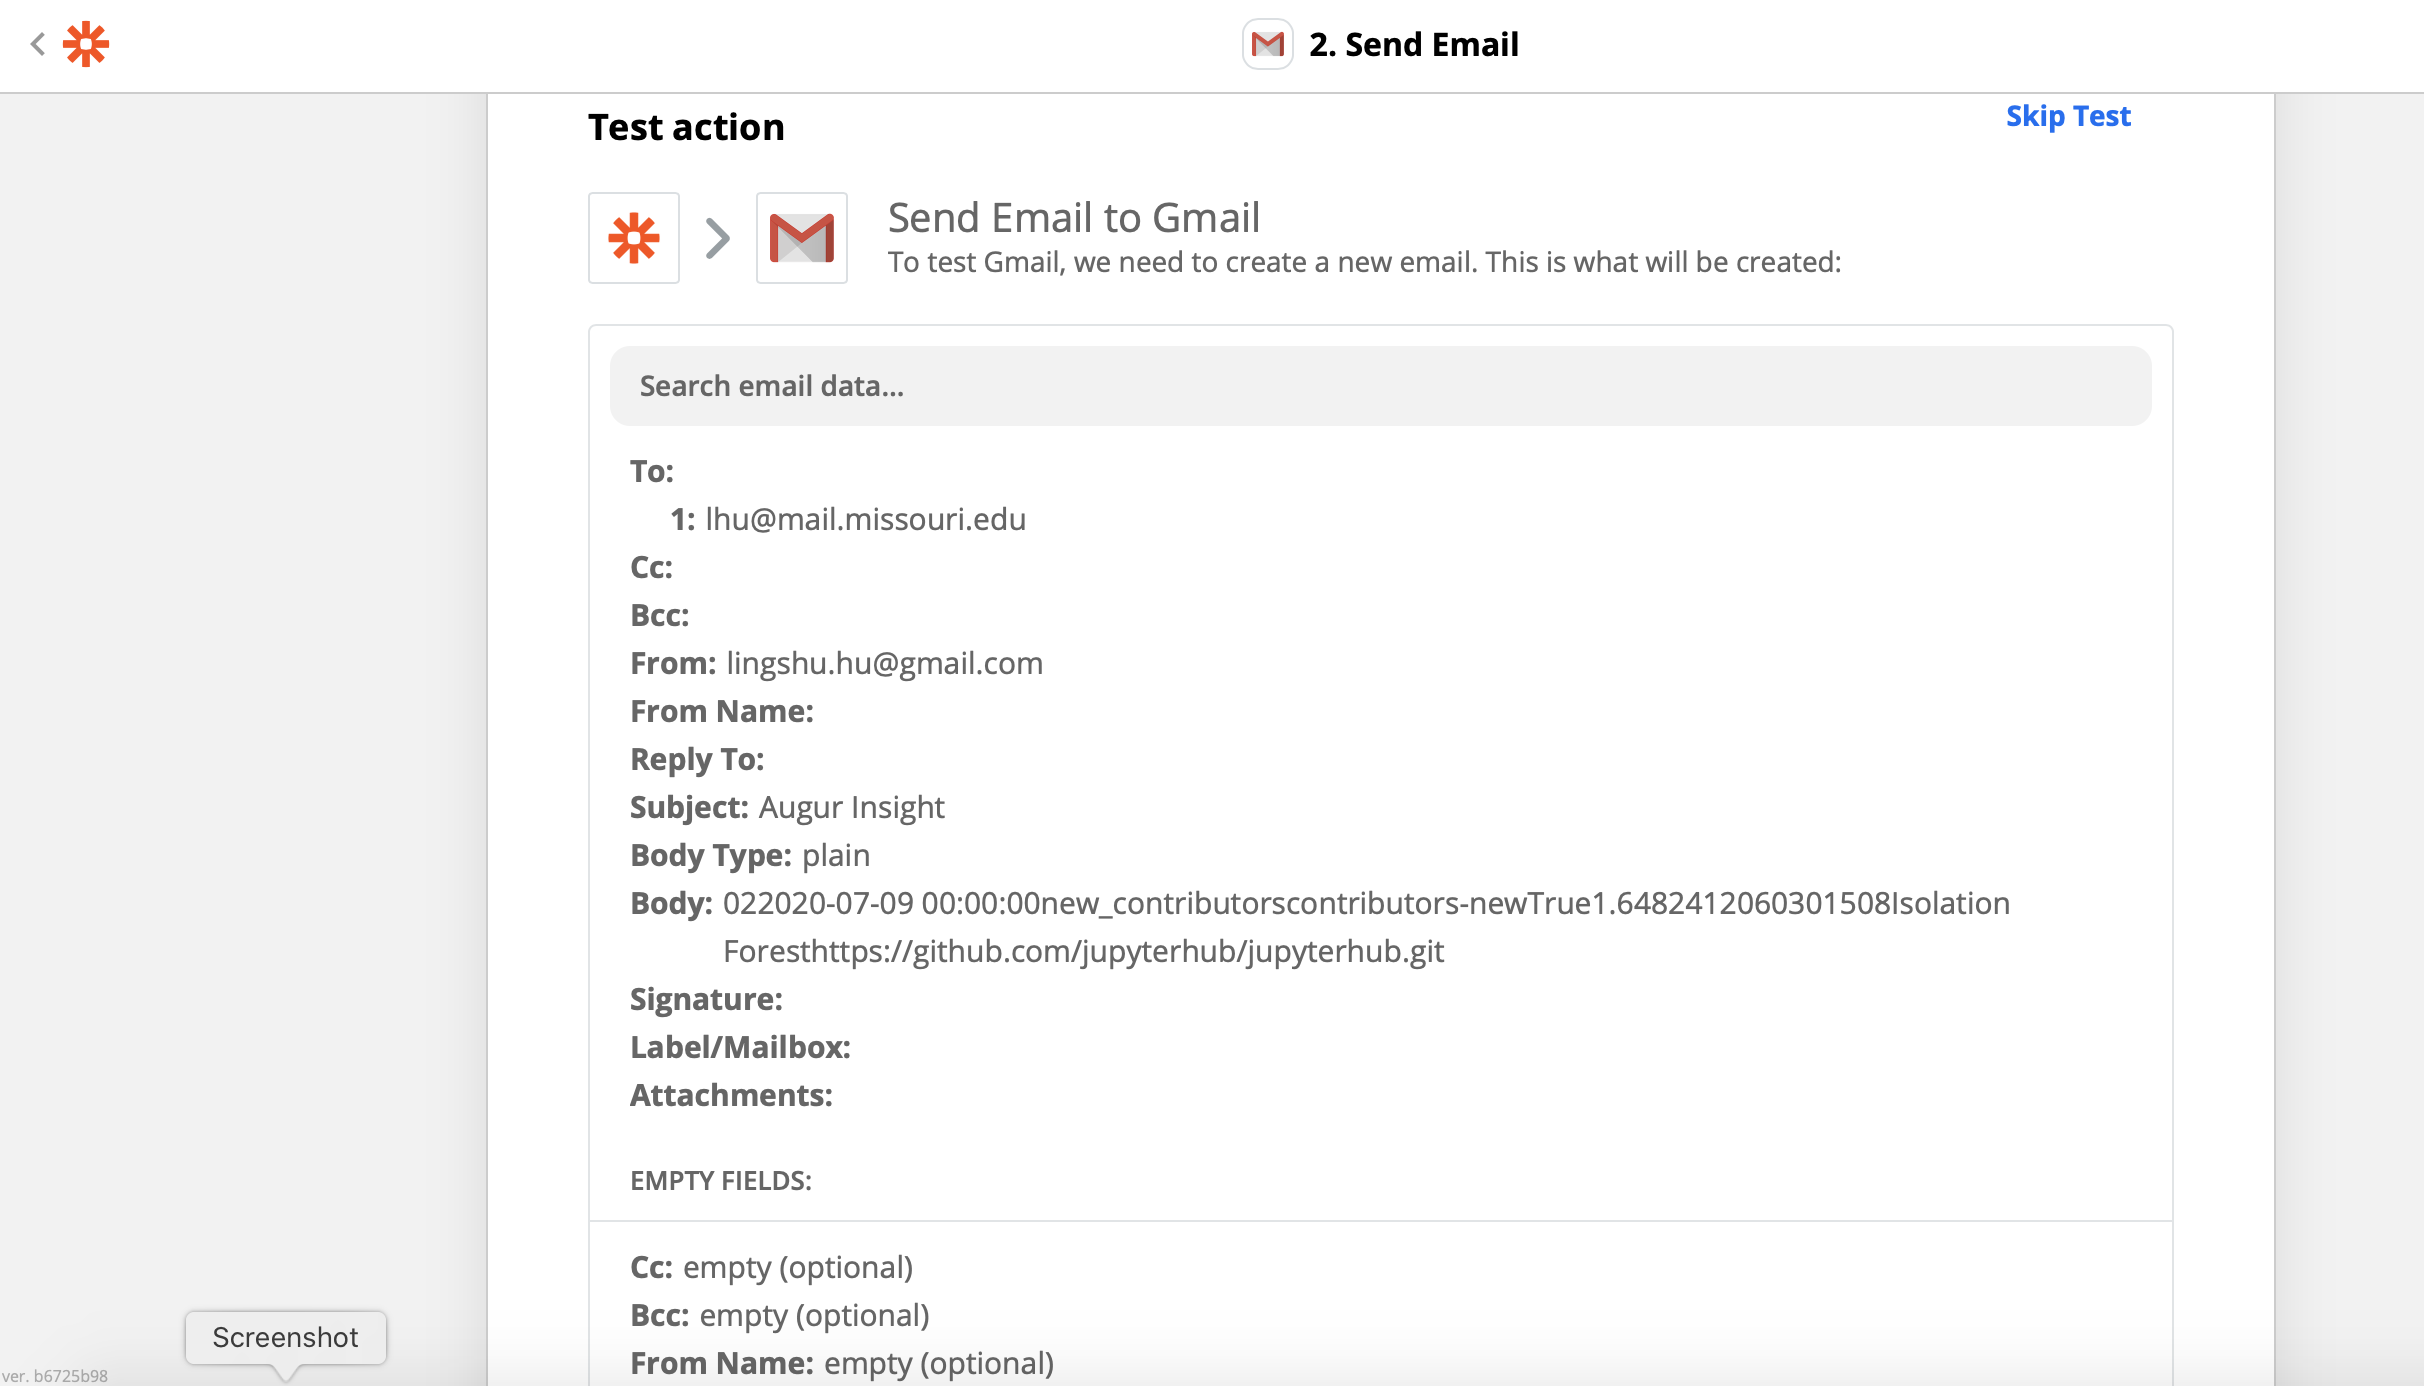 2. Send Email
Test action
Skip Test
Send Email to Gmail
To test Gmail, we need to create a new email. This is what will be created:
Search email data...
To:
1: lhu@mail.missouri.edu
Cc:
Bcc:
From: lingshu.hu@gmail.com
From Name:
Reply To:
Subject: Augur Insight
Body Type: plain
Body: 022020-07-09 00:00:00new_contributorscontributors-newTrue1.6482412060301508Isolation
Foresthttps://github.com/jupyterhub/jupyterhub.git
Signature:
Label/Mailbox:
Attachments:
EMPTY FIELDS:
Cc: empty (optional)
Bcc: empty (optional)
From Name: empty (optional)
Screenshot
ver. b6725b98